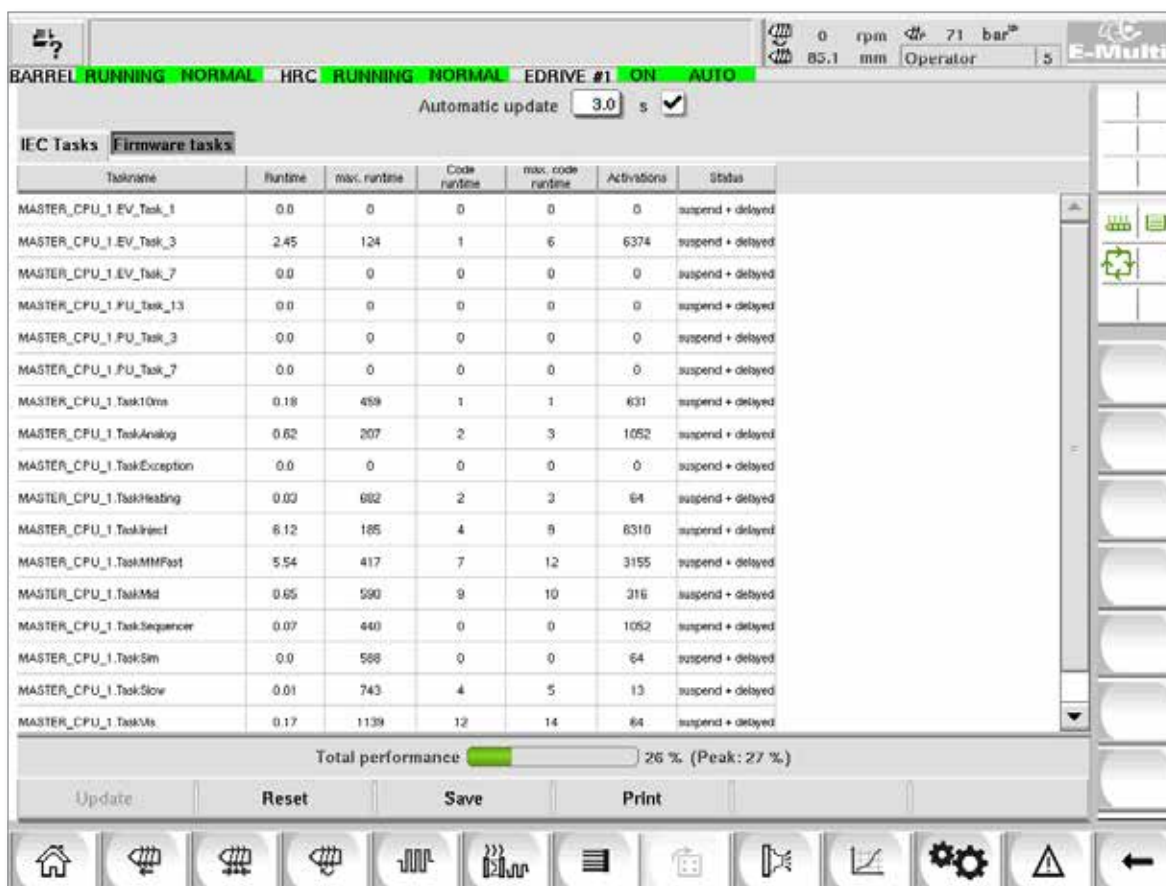 0 rpm 71 bar
85.1 mm Operator 5
E-Multi
BARREL RUNNING NORMAL HRC RUNNING NORMAL EDRIVE #1 ON AUTO
Automatic update 3.0 s
IEC Tasks Firmware tasks
Taskname Runtime max. runtime Code runtime max. code runtime Activations Status
MASTER_CPU_1.EV_Task_1 0.0 0 0 0 0 suspend + delayed
MASTER_CPU_1.EV_Task_3 2.45 124 1 6 6374 suspend + delayed
MASTER_CPU_1.EV_Task_7 0.0 0 0 0 0 suspend + delayed
MASTER_CPU_1.PU_Task_13 0.0 0 0 0 0 suspend + delayed
MASTER_CPU_1.PU_Task_3 0.0 0 0 0 0 suspend + delayed
MASTER_CPU_1.PU_Task_7 0.0 0 0 0 0 suspend + delayed
MASTER_CPU_1.Task10ms 0.18 459 1 1 631 suspend + delayed
MASTER_CPU_1.TaskAnalog 0.62 207 2 3 1052 suspend + delayed
MASTER_CPU_1.TaskException 0.0 0 0 0 0 suspend + delayed
MASTER_CPU_1.TaskHeating 0.03 682 2 3 64 suspend + delayed
MASTER_CPU_1.TaskInject 6.12 185 4 9 6310 suspend + delayed
MASTER_CPU_1.TaskMMFast 5.54 417 7 12 3155 suspend + delayed
MASTER_CPU_1.TaskMid 0.65 590 9 10 316 suspend + delayed
MASTER_CPU_1.TaskSequencer 0.07 440 0 0 1052 suspend + delayed
MASTER_CPU_1.TaskSim 0.0 588 0 0 64 suspend + delayed
MASTER_CPU_1.TaskSlow 0.01 743 4 5 13 suspend + delayed
MASTER_CPU_1.TaskVis 0.17 1139 12 14 64 suspend + delayed
Total performance 26 % (Peak: 27 %)
Update Reset Save Print